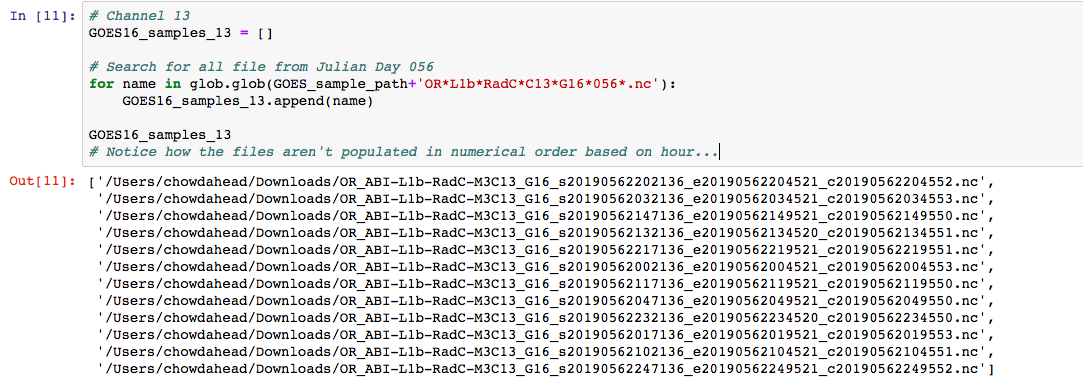 In [11]: # Channel 13
GOES16_samples_13 = []
# Search for all file from Julian Day 056
for name in glob.glob(GOES_sample_path+'OR*L1b*RadC*C13*G16*056*.nc'):
GOES16_samples_13.append(name)
GOES16_samples_13
# Notice how the files aren't populated in numerical order based on hour...
Out[11]: ['/Users/chowdahead/Downloads/OR_ABI-L1b-RadC-M3C13_G16_s20190562202136_e20190562204521_c20190562204552.nc',
'/Users/chowdahead/Downloads/OR_ABI-L1b-RadC-M3C13_G16_s20190562032136_e20190562034521_c20190562034553.nc',
'/Users/chowdahead/Downloads/OR_ABI-L1b-RadC-M3C13_G16_s20190562147136_e20190562149521_c20190562149550.nc',
'/Users/chowdahead/Downloads/OR_ABI-L1b-RadC-M3C13_G16_s20190562132136_e20190562134520_c20190562134551.nc',
'/Users/chowdahead/Downloads/OR_ABI-L1b-RadC-M3C13_G16_s20190562217136_e20190562219521_c20190562219551.nc',
'/Users/chowdahead/Downloads/OR_ABI-L1b-RadC-M3C13_G16_s20190562002136_e20190562004521_c20190562004553.nc',
'/Users/chowdahead/Downloads/OR_ABI-L1b-RadC-M3C13_G16_s20190562117136_e20190562119521_c20190562119550.nc',
'/Users/chowdahead/Downloads/OR_ABI-L1b-RadC-M3C13_G16_s20190562047136_e20190562049521_c20190562049550.nc',
'/Users/chowdahead/Downloads/OR_ABI-L1b-RadC-M3C13_G16_s20190562232136_e20190562234520_c20190562234550.nc',
'/Users/chowdahead/Downloads/OR_ABI-L1b-RadC-M3C13_G16_s20190562017136_e20190562019521_c20190562019553.nc',
'/Users/chowdahead/Downloads/OR_ABI-L1b-RadC-M3C13_G16_s20190562102136_e20190562104521_c20190562104551.nc',
'/Users/chowdahead/Downloads/OR_ABI-L1b-RadC-M3C13_G16_s20190562247136_e20190562249521_c20190562249552.nc']